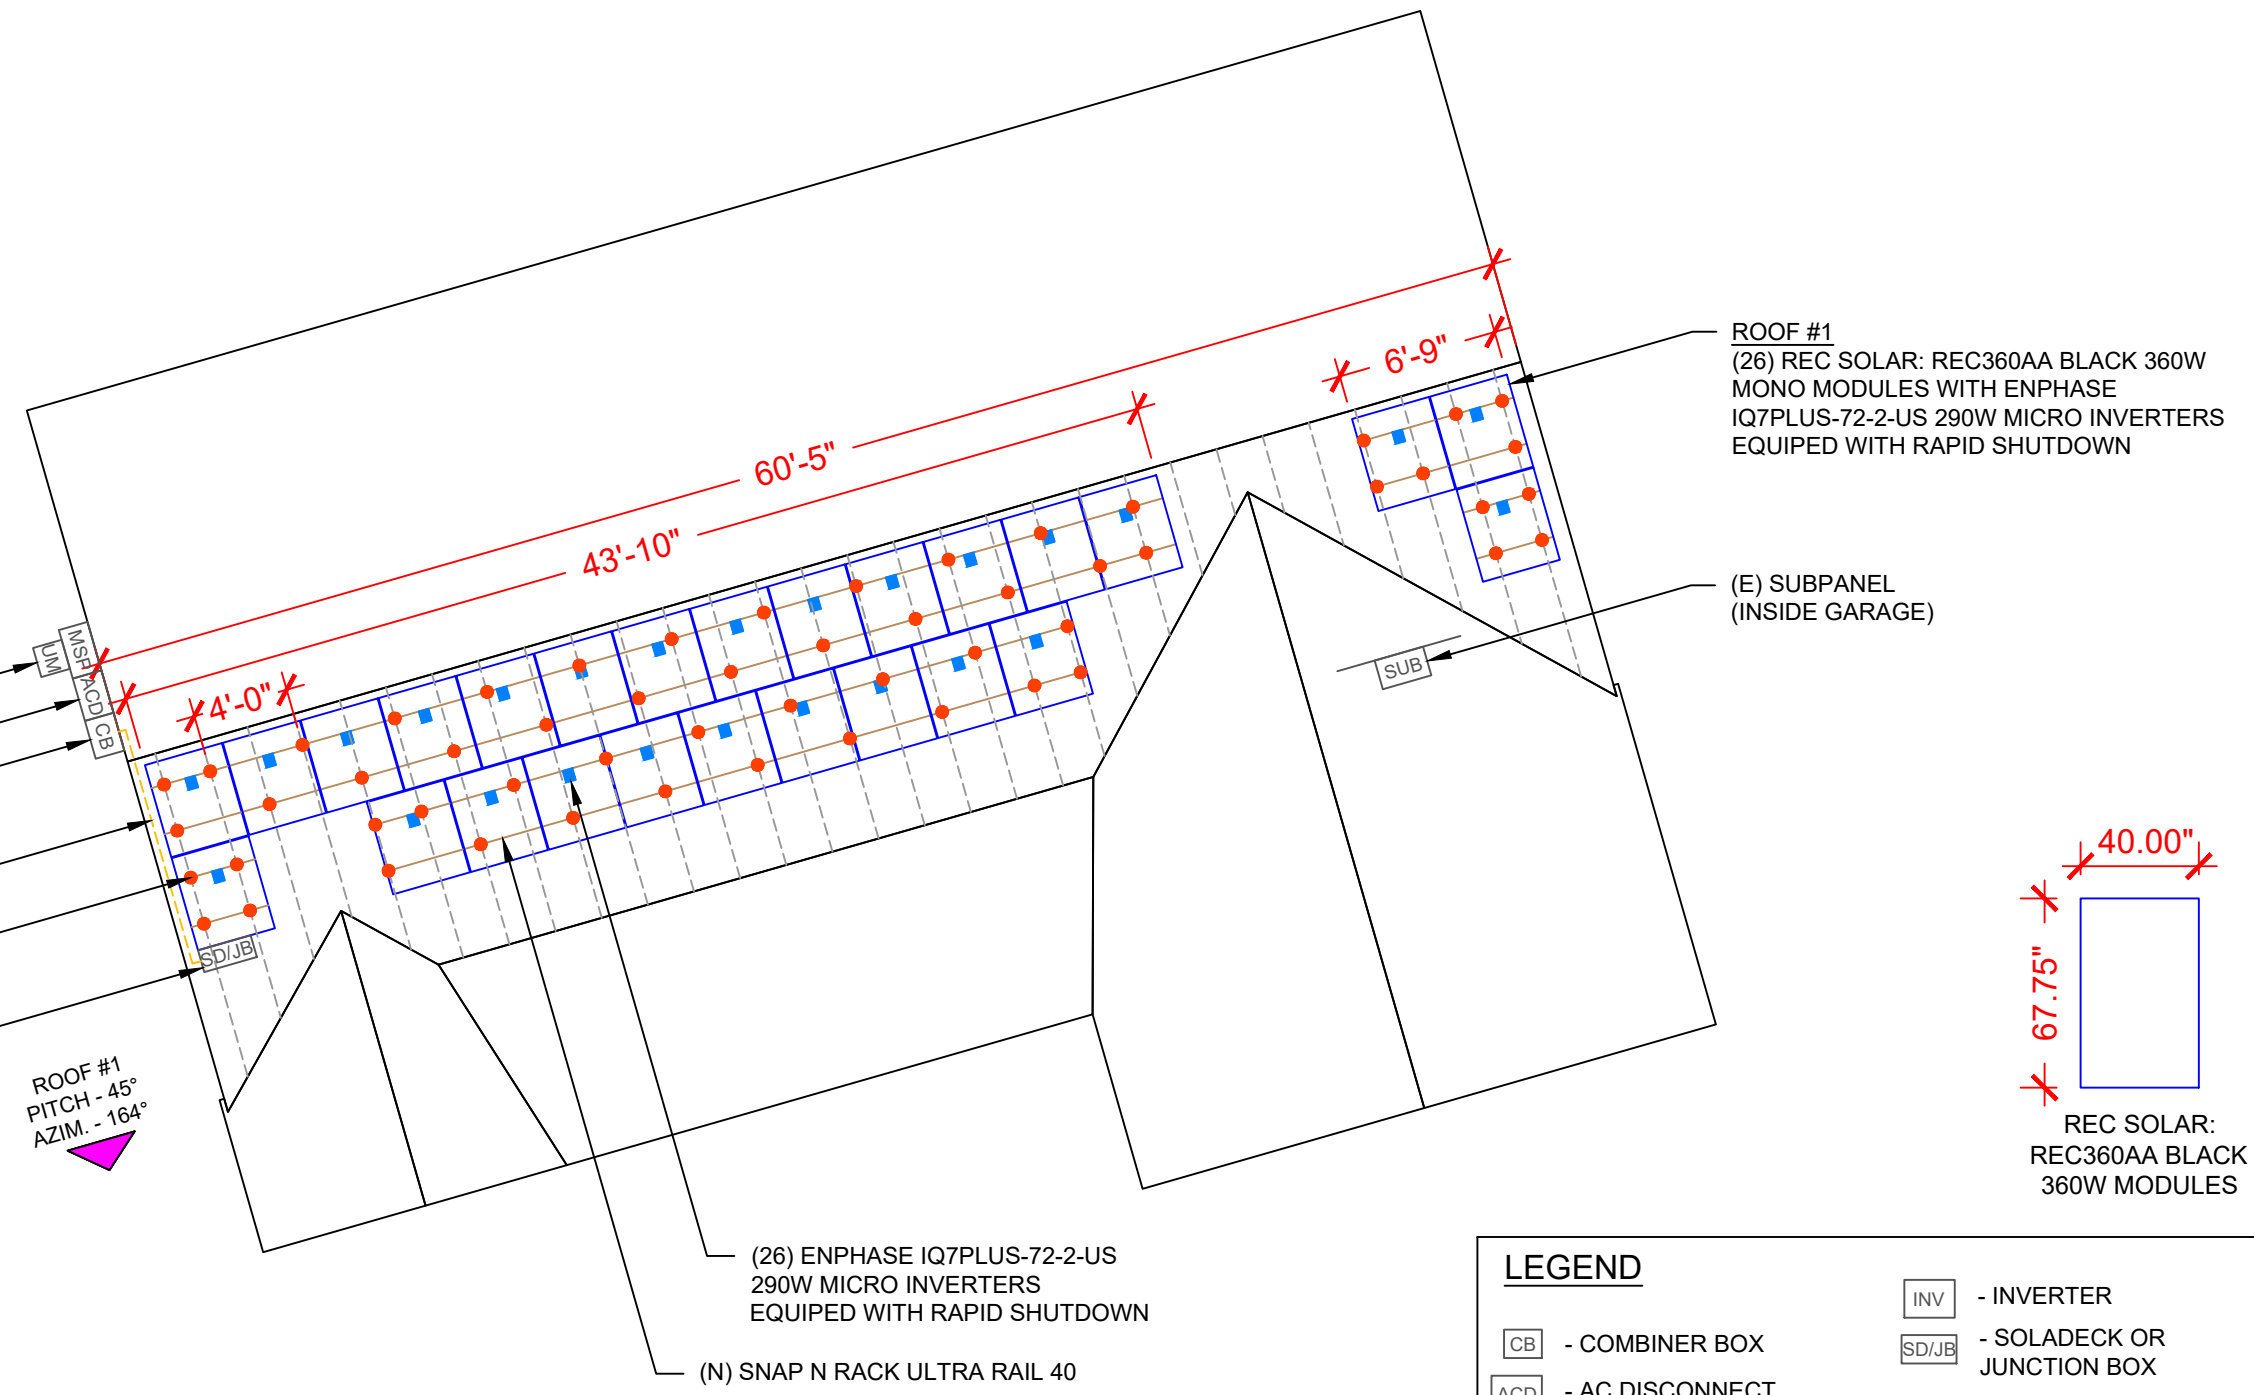 60'-5"
43'-10"
6'-9"
4'-0"
ROOF #1
(26) REC SOLAR: REC360AA BLACK 360W
MONO MODULES WITH ENPHASE
IQ7PLUS-72-2-US 290W MICRO INVERTERS
EQUIPED WITH RAPID SHUTDOWN
(E) SUBPANEL
(INSIDE GARAGE)
SUB
UM
MSP
ACD
CB
SD/JB
ROOF #1
PITCH - 45°
AZIM. - 164°
40.00"
67.75"
REC SOLAR:
REC360AA BLACK
360W MODULES
(26) ENPHASE IQ7PLUS-72-2-US
290W MICRO INVERTERS
EQUIPED WITH RAPID SHUTDOWN
(N) SNAP N RACK ULTRA RAIL 40
LEGEND
INV - INVERTER
CB - COMBINER BOX
SD/JB - SOLADECK OR
JUNCTION BOX
ACD - AC DISCONNECT